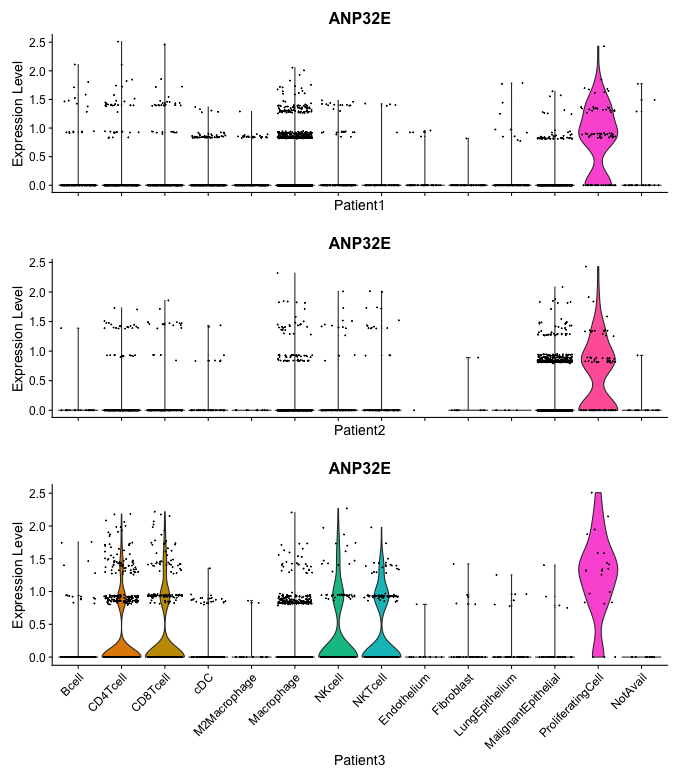 ANP32E
Expression Level
2.5
2.0
1.5
1.0
0.5
0.0
Patient1
ANP32E
Expression Level
2.5
2.0
1.5
1.0
0.5
0.0
Patient2
ANP32E
Expression Level
2.5
2.0
1.5
1.0
0.5
0.0
Bcell
CD4Tcell
CD8Tcell
cDC
M2Macrophage
Macrophage
NKcell
NKTcell
Endothelium
Fibroblast
LungEpithelium
MalignantEpithelial
ProliferatingCell
NotAvail
Patient3